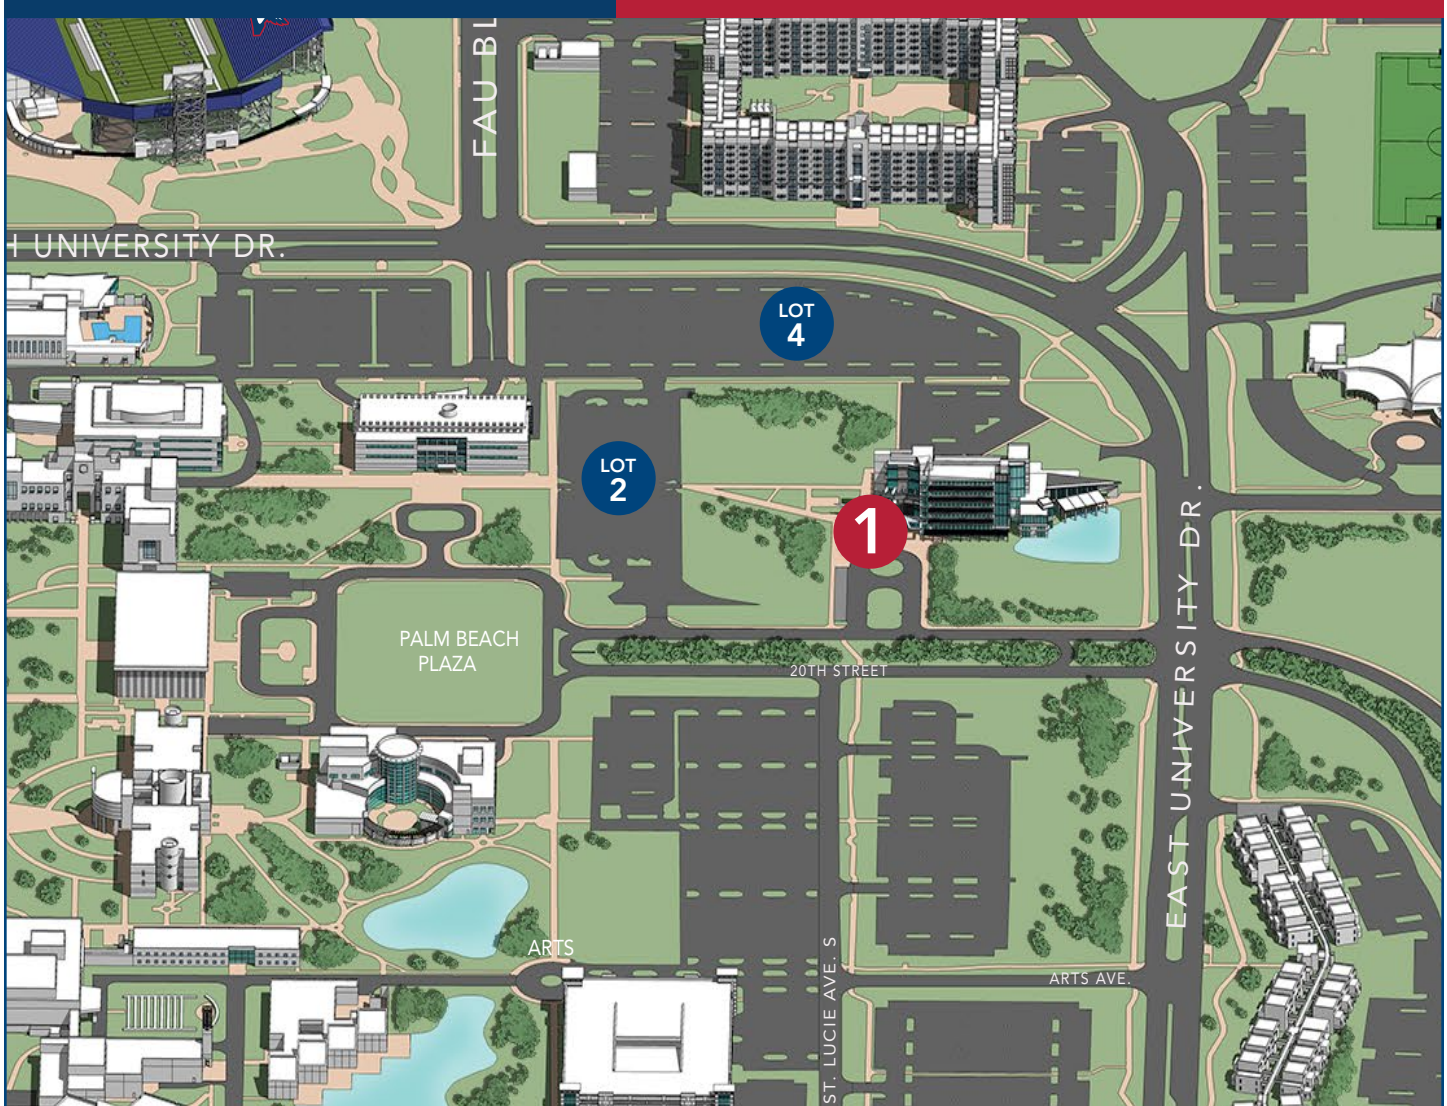 FAU BL
H UNIVERSITY DR.
LOT
4
LOT
2
1
PALM BEACH
PLAZA
20TH STREET
EAST UNIVERSITY DR.
ARTS
ARTS AVE.
ST. LUCIE AVE. S